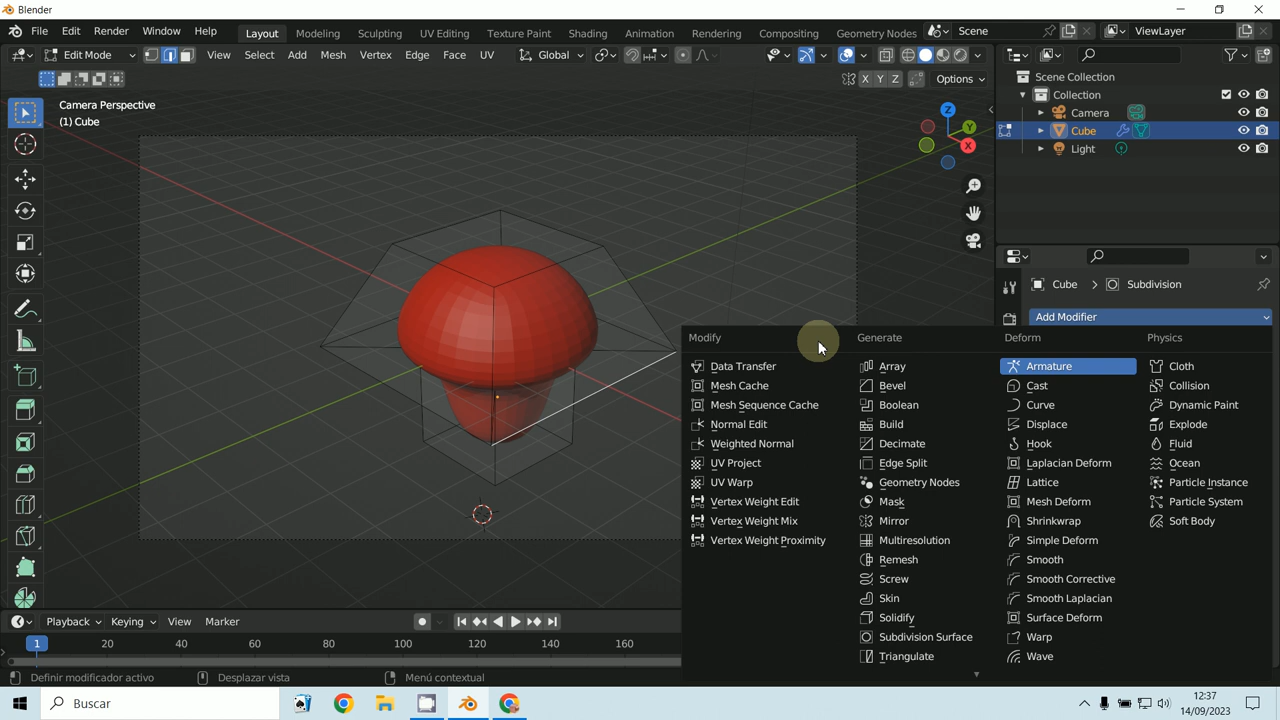 Blender
File Edit Render Window Help Layout Modeling Sculpting UV Editing Texture Paint Shading Animation Rendering Compositing Geometry Nodes Scene ViewLayer
Edit Mode View Select Add Mesh Vertex Edge Face UV Global
X Y Z Options
Camera Perspective
(1) Cube
Z
Y
X
Scene Collection
Collection
Camera
Cube
Light
Cube > Subdivision
Add Modifier
Modify Generate Deform Physics
Data Transfer Array Armature Cloth
Mesh Cache Bevel Cast Collision
Mesh Sequence Cache Boolean Curve Dynamic Paint
Normal Edit Build Displace Explode
Weighted Normal Decimate Hook Fluid
UV Project Edge Split Laplacian Deform Ocean
UV Warp Geometry Nodes Lattice Particle Instance
Vertex Weight Edit Mask Mesh Deform Particle System
Vertex Weight Mix Mirror Shrinkwrap Soft Body
Vertex Weight Proximity Multiresolution Simple Deform
Remesh Smooth
Screw Smooth Corrective
Skin Smooth Laplacian
Solidify Surface Deform
Subdivision Surface Warp
Triangulate Wave
Playback Keying View Marker
1 20 40 60 80 100 120 140 160
Definir modificador activo Desplazar vista Menú contextual
Buscar
12:37
14/09/2023